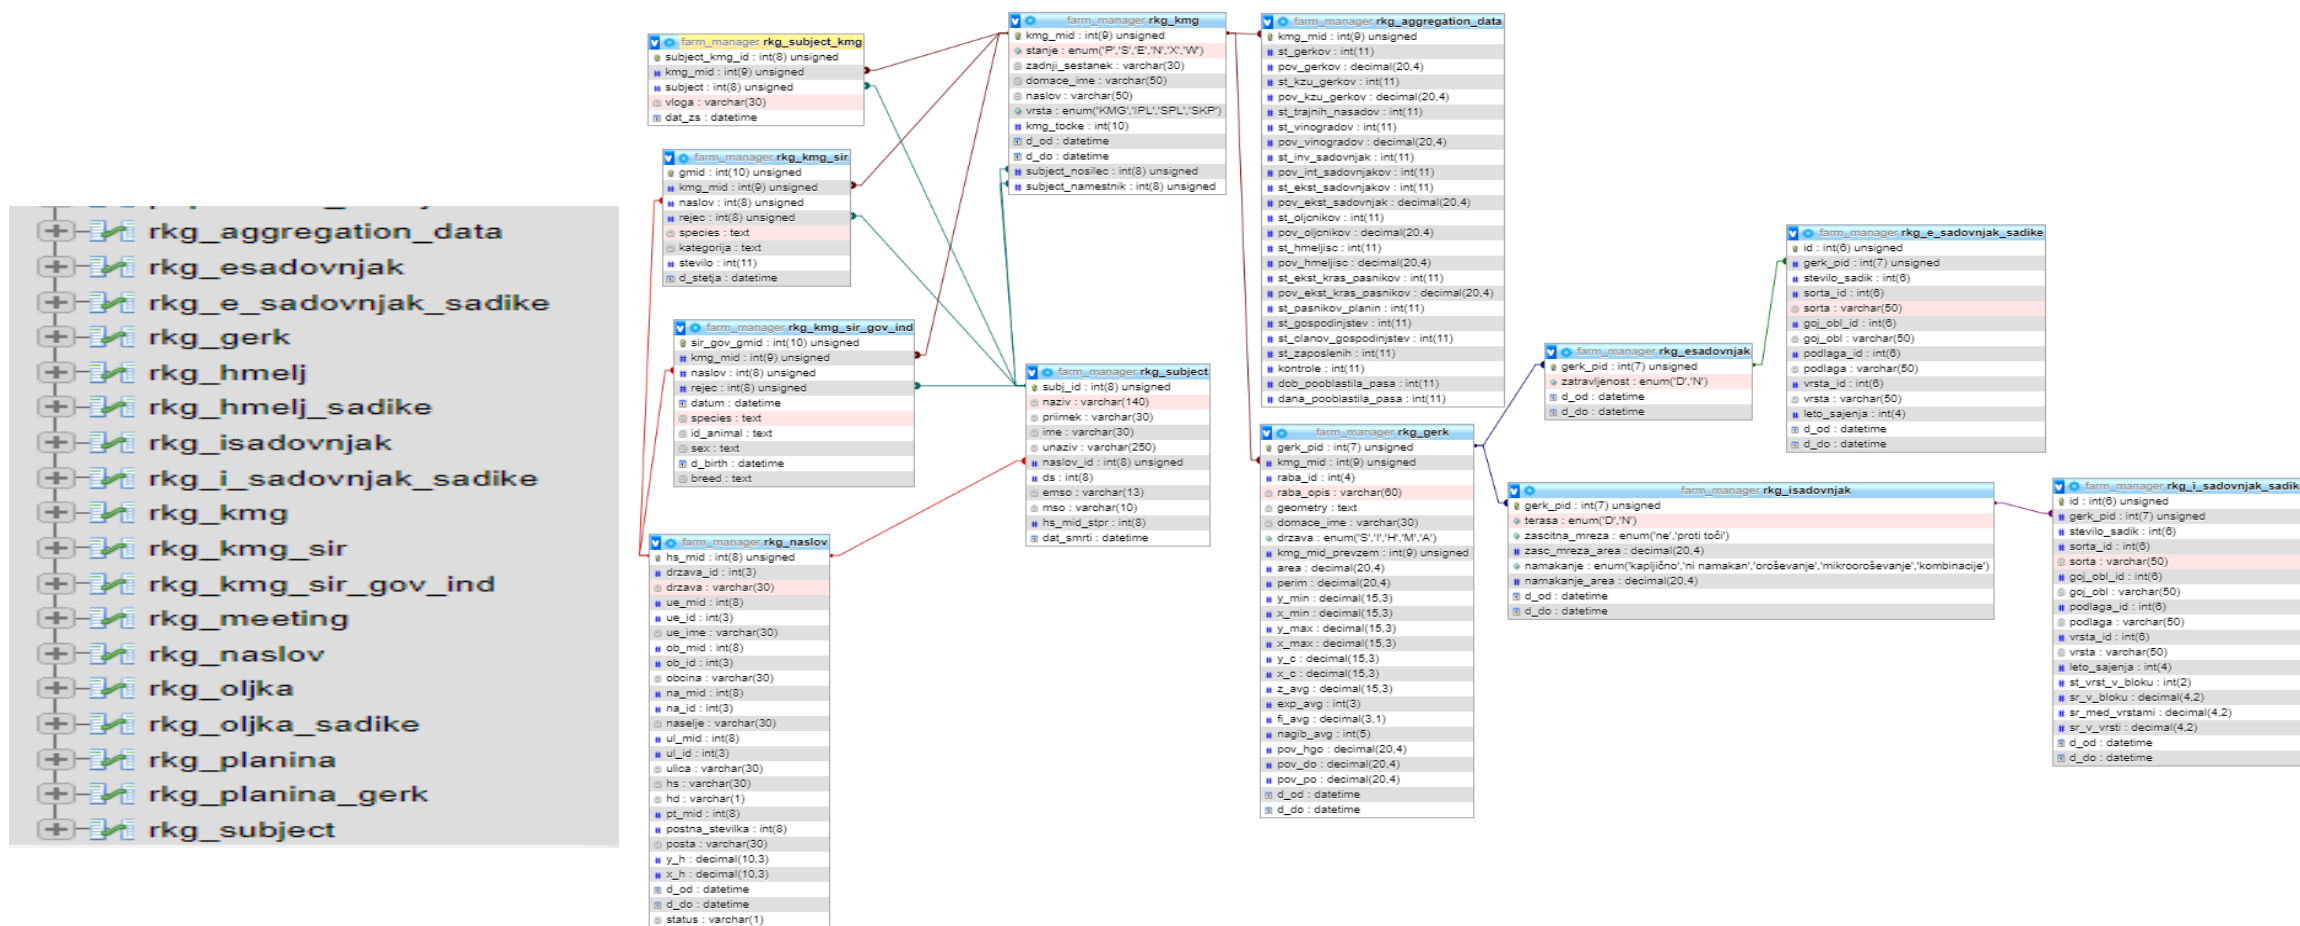 rkg_aggregation_data
rkg_esadovnjak
rkg_e_sadovnjak_sadike
rkg_gerk
rkg_hmelj
rkg_hmelj_sadike
rkg_isadovnjak
rkg_i_sadovnjak_sadike
rkg_kmg
rkg_kmg_sir
rkg_kmg_sir_gov_ind
rkg_meeting
rkg_naslov
rkg_oljka
rkg_oljka_sadike
rkg_planina
rkg_planina_gerk
rkg_subject
farm_manager rkg_subject_kmg
subject_kmg_id : int(8) unsigned
kmg_mid : int(9) unsigned
subject : int(8) unsigned
vloga : varchar(30)
dat_zs : datetime
farm_manager rkg_kmg_sir
gmid : int(10) unsigned
kmg_mid : int(9) unsigned
naslov : int(8) unsigned
rejec : int(8) unsigned
species : text
kategorija : text
stevilo : int(11)
d_stetja : datetime
farm_manager rkg_kmg_sir_gov_ind
sir_gov_gmid : int(10) unsigned
kmg_mid : int(9) unsigned
naslov : int(8) unsigned
rejec : int(8) unsigned
datum : datetime
species : text
id_animal : text
sex : text
d_birth : datetime
breed : text
farm_manager rkg_naslov
hs_mid : int(8) unsigned
drzava_id : int(3)
drzava : varchar(30)
ue_mid : int(8)
ue_id : int(3)
ue_ime : varchar(30)
ob_mid : int(8)
ob_id : int(3)
obcina : varchar(30)
na_mid : int(8)
na_id : int(3)
naselje : varchar(30)
ul_mid : int(8)
ul_id : int(3)
ulica : varchar(30)
hs : varchar(30)
hd : varchar(1)
pt_mid : int(8)
postna_stevilka : int(8)
posta : varchar(30)
y_h : decimal(10,3)
x_h : decimal(10,3)
d_od : datetime
d_do : datetime
status : varchar(1)
farm_manager rkg_kmg
kmg_mid : int(9) unsigned
stanje : enum('P','S','E','N','X','W')
zadnji_sestanek : varchar(30)
domace_ime : varchar(50)
naslov : varchar(50)
vrsta : enum('KMG','IPL','SPL','SKP')
kmg_tocke : int(10)
d_od : datetime
d_do : datetime
subject_nosilec : int(8) unsigned
subject_namestnik : int(8) unsigned
farm_manager rkg_subject
subj_id : int(8) unsigned
naziv : varchar(140)
priimek : varchar(30)
ime : varchar(30)
unaziv : varchar(250)
naslov_id : int(8) unsigned
ds : int(8)
emso : varchar(13)
mso : varchar(10)
hs_mid_stpr : int(8)
dat_smrti : datetime
farm_manager rkg_aggregation_data
kmg_mid : int(9) unsigned
st_gerkov : int(11)
pov_gerkov : decimal(20,4)
st_kzu_gerkov : int(11)
pov_kzu_gerkov : decimal(20,4)
st_trajnih_nasadov : int(11)
st_vinogradov : int(11)
pov_vinogradov : decimal(20,4)
st_inv_sadovnjak : int(11)
pov_int_sadovnjakov : int(11)
st_ekst_sadovnjakov : int(11)
pov_ekst_sadovnjak : decimal(20,4)
st_oljcnikov : int(11)
pov_oljcnikov : decimal(20,4)
st_hmeljisc : int(11)
pov_hmeljisc : decimal(20,4)
st_ekst_kras_pasnikov : int(11)
pov_ekst_kras_pasnikov : decimal(20,4)
st_pasnikov_planin : int(11)
st_gospodinjstev : int(11)
st_clanov_gospodinjstev : int(11)
st_zaposlenih : int(11)
kontrole : int(11)
dob_pooblastila_pasa : int(11)
dana_pooblastila_pasa : int(11)
farm_manager rkg_gerk
gerk_pid : int(7) unsigned
kmg_mid : int(9) unsigned
raba_id : int(4)
raba_opis : varchar(60)
geometry : text
domace_ime : varchar(30)
drzava : enum('S','I','H','M','A')
kmg_mid_prevzem : int(9) unsigned
area : decimal(20,4)
perim : decimal(20,4)
y_min : decimal(15,3)
x_min : decimal(15,3)
y_max : decimal(15,3)
x_max : decimal(15,3)
y_c : decimal(15,3)
x_c : decimal(15,3)
z_avg : decimal(15,3)
exp_avg : int(3)
fi_avg : decimal(3,1)
nagib_avg : int(5)
pov_hgo : decimal(20,4)
pov_do : decimal(20,4)
pov_po : decimal(20,4)
d_od : datetime
d_do : datetime
farm_manager rkg_esadovnjak
gerk_pid : int(7) unsigned
zatravljenost : enum('D','N')
d_od : datetime
d_do : datetime
farm_manager rkg_isadovnjak
gerk_pid : int(7) unsigned
terasa : enum('D','N')
zascitna_mreza : enum('ne','proti toči')
zasc_mreza_area : decimal(20,4)
namakanje : enum('kapljično','ni namakan','oroševanje','mikrooroševanje','kombinacije')
namakanje_area : decimal(20,4)
d_od : datetime
d_do : datetime
farm_manager rkg_e_sadovnjak_sadike
id : int(6) unsigned
gerk_pid : int(7) unsigned
stevilo_sadik : int(6)
sorta_id : int(6)
sorta : varchar(50)
goj_obl_id : int(6)
goj_obl : varchar(50)
podlaga_id : int(6)
podlaga : varchar(50)
vrsta_id : int(6)
vrsta : varchar(50)
leto_sajenja : int(4)
d_od : datetime
d_do : datetime
farm_manager rkg_i_sadovnjak_sadik
id : int(6) unsigned
gerk_pid : int(7) unsigned
stevilo_sadik : int(6)
sorta_id : int(6)
sorta : varchar(50)
goj_obl_id : int(6)
goj_obl : varchar(50)
podlaga_id : int(6)
podlaga : varchar(50)
vrsta_id : int(6)
vrsta : varchar(50)
leto_sajenja : int(4)
st_vrst_v_bloku : int(2)
sr_v_bloku : decimal(4,2)
sr_med_vrstami : decimal(4,2)
sr_v_vrsti : decimal(4,2)
d_od : datetime
d_do : datetime